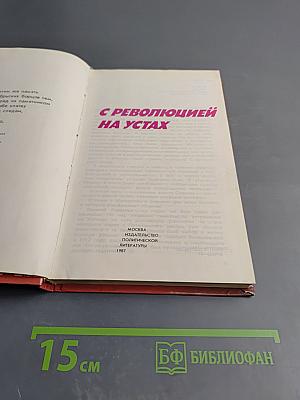 С РЕВОЛЮЦИЕЙ
НА УСТАХ
МОСКВА
ИЗДАТЕЛЬСТВО
ПОЛИТИЧЕСКОЙ
ЛИТЕРАТУРЫ
1987
15 СМ
БФ БИБЛИОФАН